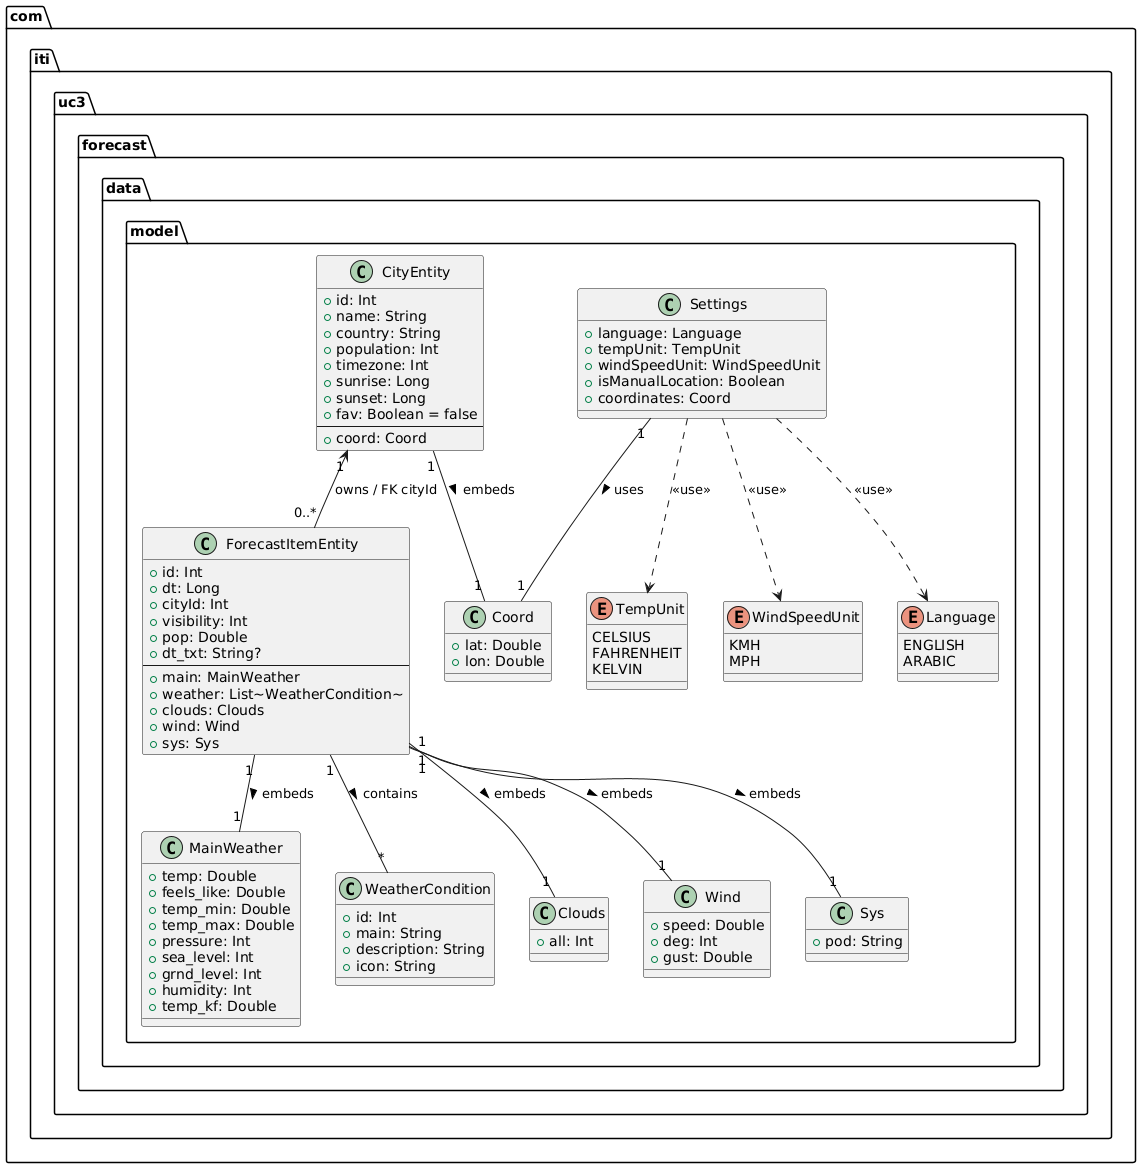 com
iti
uc3
forecast
data
model
C CityEntity
id: Int
name: String
country: String
population: Int
timezone: Int
sunrise: Long
sunset: Long
fav: Boolean = false
coord: Coord
C Settings
language: Language
tempUnit: TempUnit
windSpeedUnit: WindSpeedUnit
isManualLocation: Boolean
coordinates: Coord
1
1
1
owns / FK cityId
embeds
uses
«use»
«use»
«use»
0..*
1
1
C ForecastItemEntity
id: Int
dt: Long
cityId: Int
visibility: Int
pop: Double
dt_txt: String?
main: MainWeather
weather: List~WeatherCondition~
clouds: Clouds
wind: Wind
sys: Sys
C Coord
lat: Double
lon: Double
E TempUnit
CELSIUS
FAHRENHEIT
KELVIN
E WindSpeedUnit
KMH
MPH
E Language
ENGLISH
ARABIC
1
1
1
1
1
embeds
contains
embeds
embeds
embeds
1
*
1
1
1
C MainWeather
temp: Double
feels_like: Double
temp_min: Double
temp_max: Double
pressure: Int
sea_level: Int
grnd_level: Int
humidity: Int
temp_kf: Double
C WeatherCondition
id: Int
main: String
description: String
icon: String
C Clouds
all: Int
C Wind
speed: Double
deg: Int
gust: Double
C Sys
pod: String